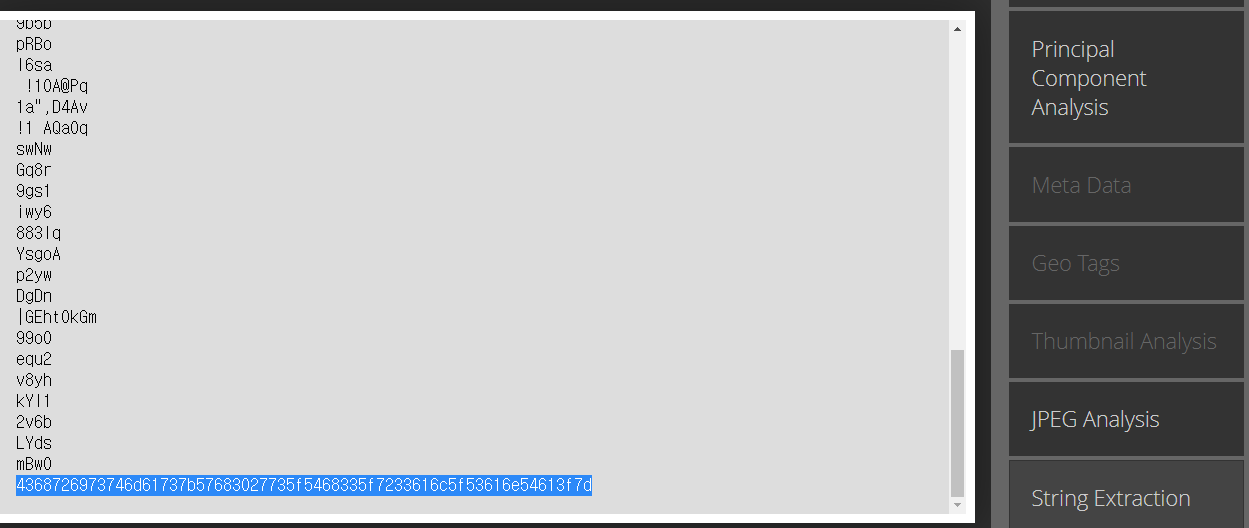 9b5b
pRBo
l6sa
 !1OA@Pq
1a",D4Av
!1 AQa0q
swNw
Gq8r
9gs1
iwy6
883lq
YsgoA
p2yw
DgDn
|GEht0kGm
99o0
equ2
v8yh
kYl1
2v6b
LYds
mBw0
4368726973746d61737b57683027735f5468335f7233616c5f53616e54613f7d
Principal
Component
Analysis
Meta Data
Geo Tags
Thumbnail Analysis
JPEG Analysis
String Extraction